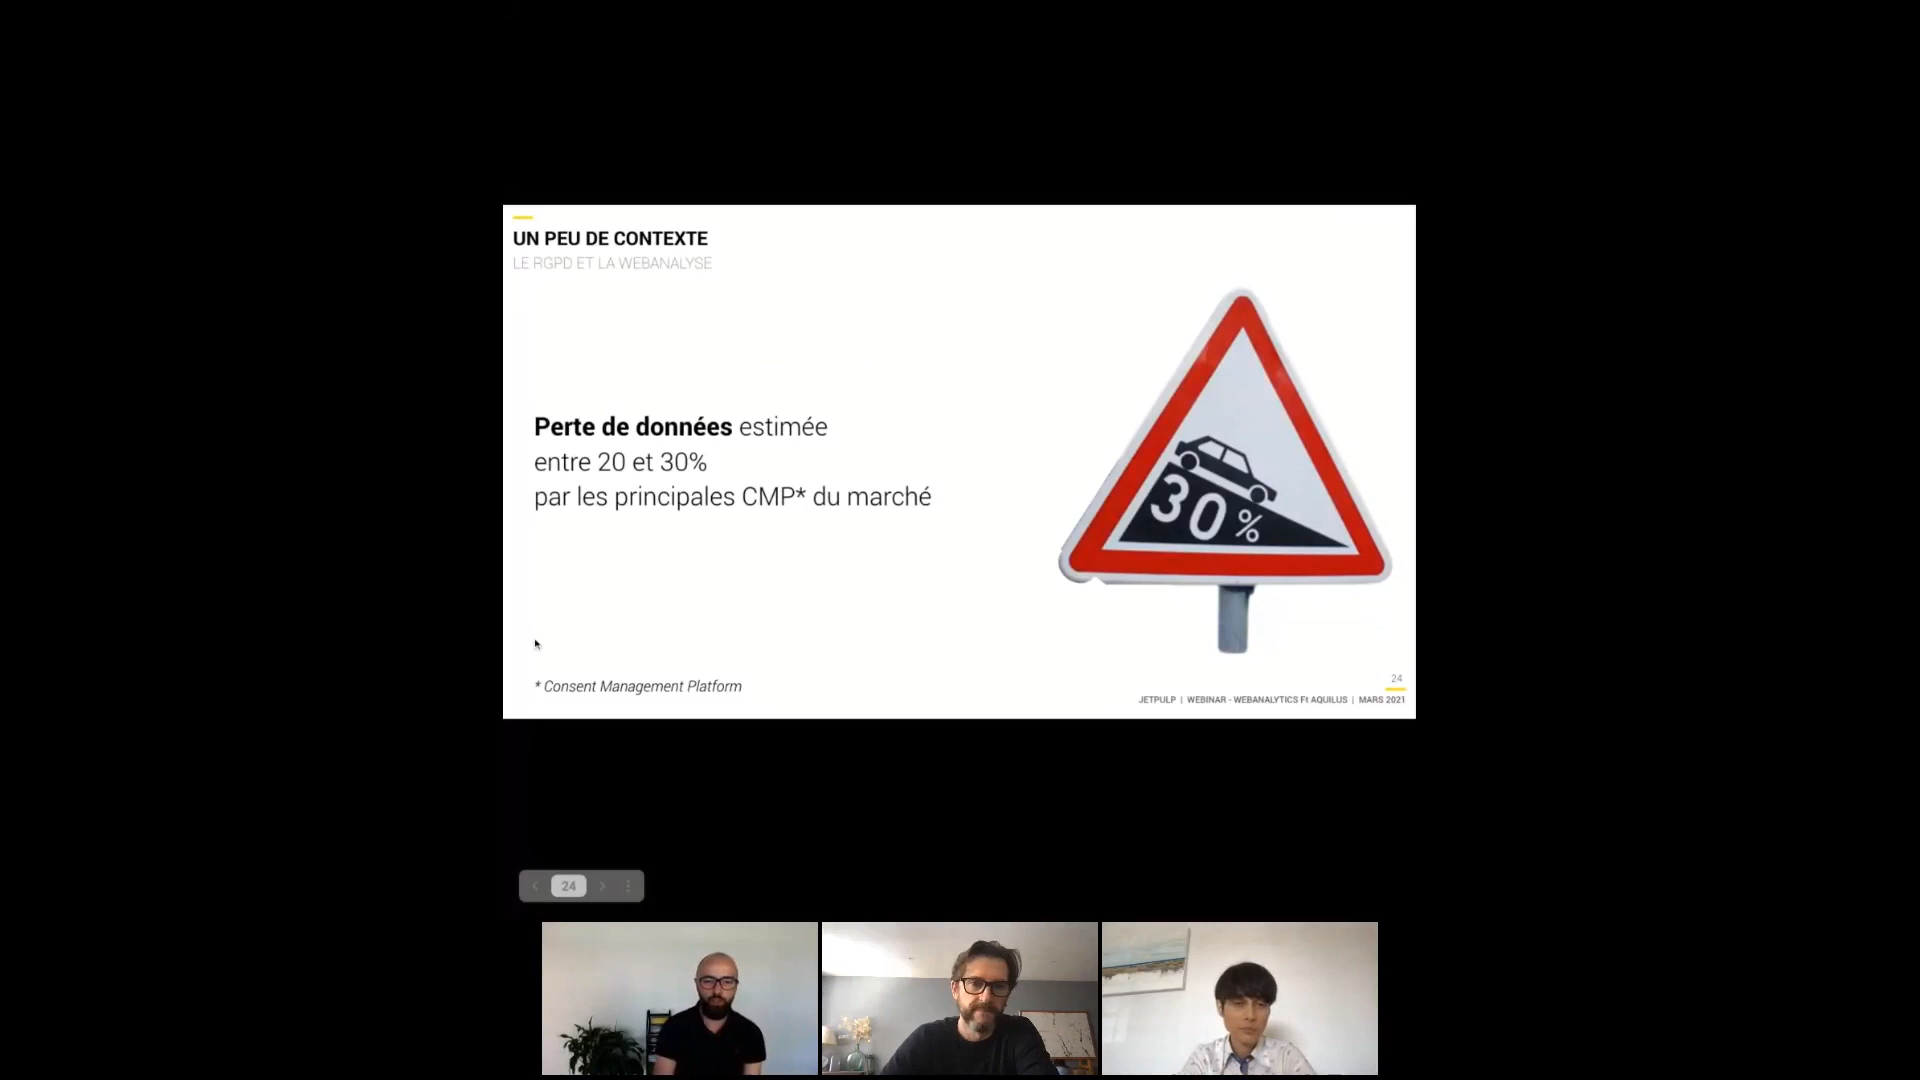 UN PEU DE CONTEXTE
LE RGPD ET LA WEBANALYSE
Perte de données estimée
entre 20 et 30%
par les principales CMP* du marché
30%
* Consent Management Platform
24
JETPULP | WEBINAR - WEBANALYTICS Ft AQUILUS | MARS 2021
24